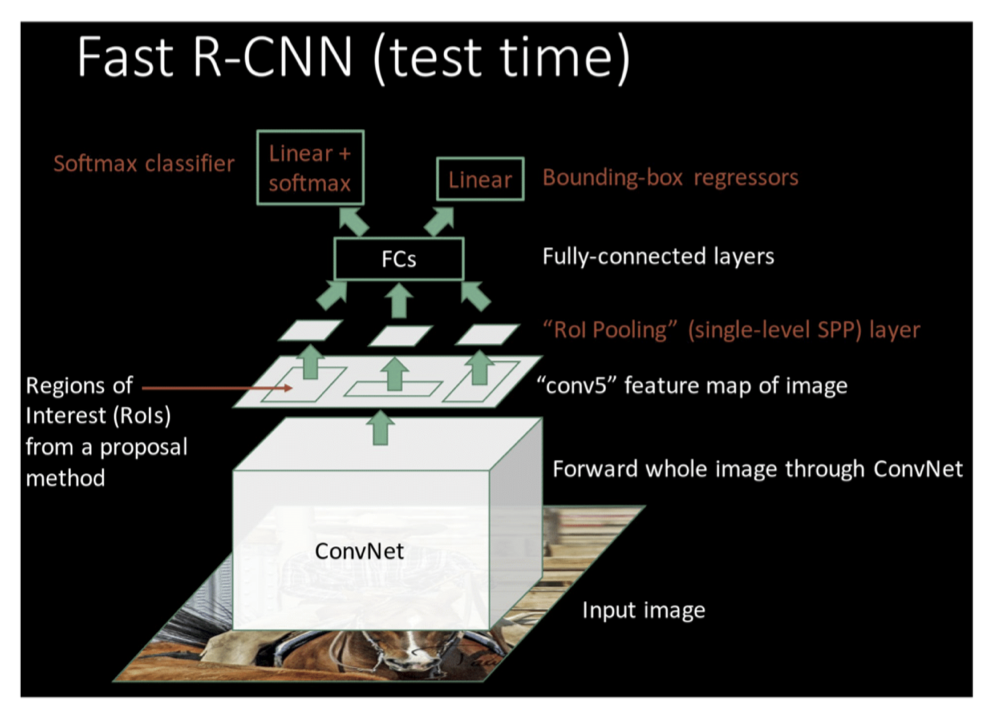 Fast R-CNN (test time)
Softmax classifier
Linear +
softmax
Linear
Bounding-box regressors
FCs
Fully-connected layers
“RoI Pooling” (single-level SPP) layer
Regions of
Interest (RoIs)
from a proposal
method
“conv5” feature map of image
Forward whole image through ConvNet
ConvNet
Input image